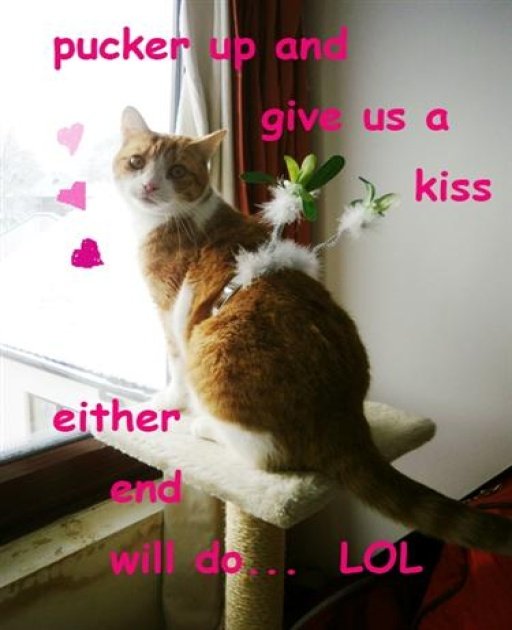 pucker up and
give us a
kiss
either
end
will do... LOL